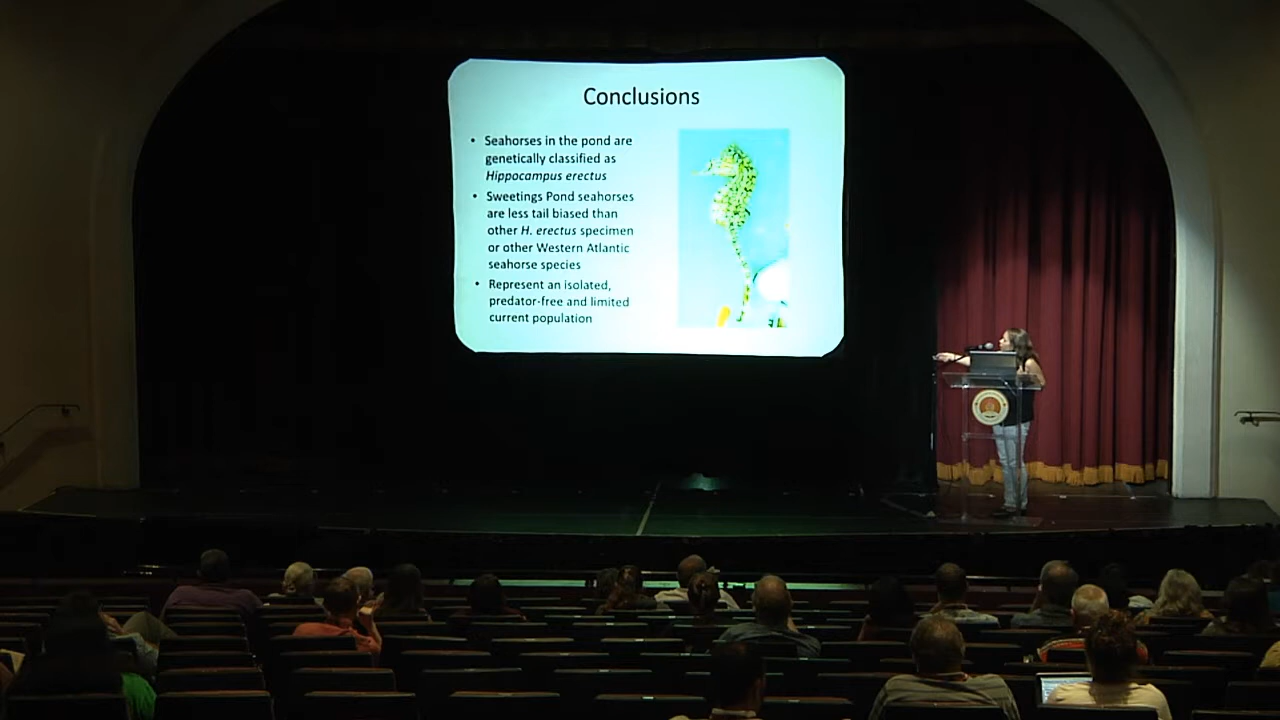 Conclusions
• Seahorses in the pond are
genetically classified as
Hippocampus erectus
• Sweetings Pond seahorses
are less tail biased than
other H. erectus specimen
or other Western Atlantic
seahorse species
• Represent an isolated,
predator-free and limited
current population